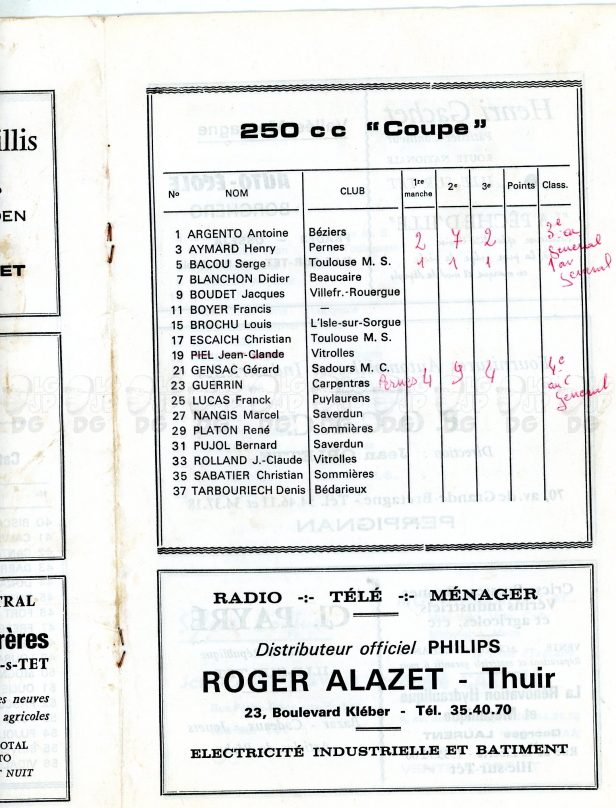 illis
DEN
ET
TRAL
rères
-s-TET
es neuves
agricoles
OTAL
TO
NUIT
250 cc "Coupe"
No NOM CLUB 1re manche 2e 3e Points Class.
1 ARGENTO Antoine Béziers
3 AYMARD Henry Pernes 2 7 2 3e au general
5 BACOU Serge Toulouse M. S. 1 1 1 1 au general
7 BLANCHON Didier Beaucaire
9 BOUDET Jacques Villefr.-Rouergue
11 BOYER Francis —
15 BROCHU Louis L'Isle-sur-Sorgue
17 ESCAICH Christian Toulouse M. S.
19 PIEL Jean-Claude Vitrolles
21 GENSAC Gérard Sadours M. C.
23 GUERRIN Carpentras 4 9 4 4e au general
25 LUCAS Franck Puylaurens
27 NANGIS Marcel Saverdun
29 PLATON René Sommières
31 PUJOL Bernard Saverdun
33 ROLLAND J.-Claude Vitrolles
35 SABATIER Christian Sommières
37 TARBOURIECH Denis Bédarieux
RADIO -:- TÉLÉ -:- MÉNAGER
Distributeur officiel PHILIPS
ROGER ALAZET - Thuir
23, Boulevard Kléber - Tél. 35.40.70
ELECTRICITÉ INDUSTRIELLE ET BATIMENT